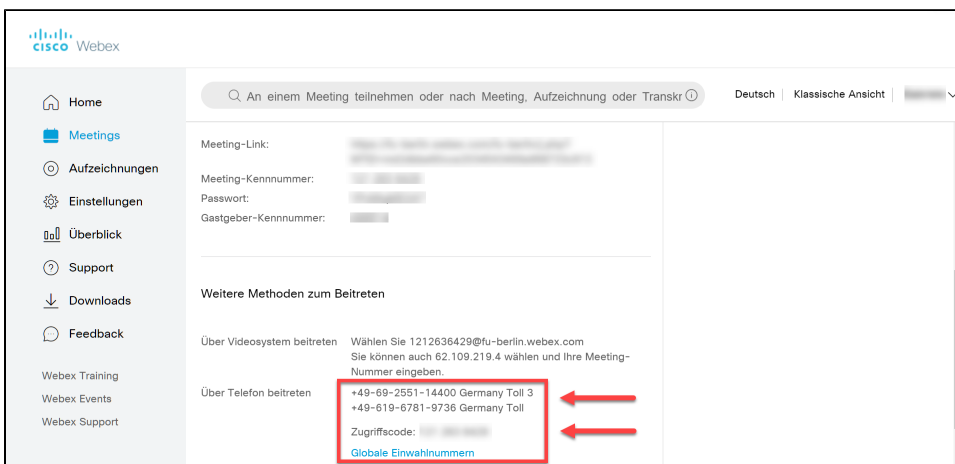 cisco Webex
An einem Meeting teilnehmen oder nach Meeting, Aufzeichnung oder Transkr
Deutsch
Klassische Ansicht
Home
Meetings
Aufzeichnungen
Einstellungen
Überblick
Support
Downloads
Feedback
Webex Training
Webex Events
Webex Support
Meeting-Link:
Meeting-Kennnummer:
Passwort:
Gastgeber-Kennnummer:
Weitere Methoden zum Beitreten
Über Videosystem beitreten Wählen Sie 1212636429@fu-berlin.webex.com
Sie können auch 62.109.219.4 wählen und Ihre Meeting-
Nummer eingeben.
Über Telefon beitreten +49-69-2551-14400 Germany Toll 3
+49-619-6781-9736 Germany Toll
Zugriffscode:
Globale Einwahlnummern